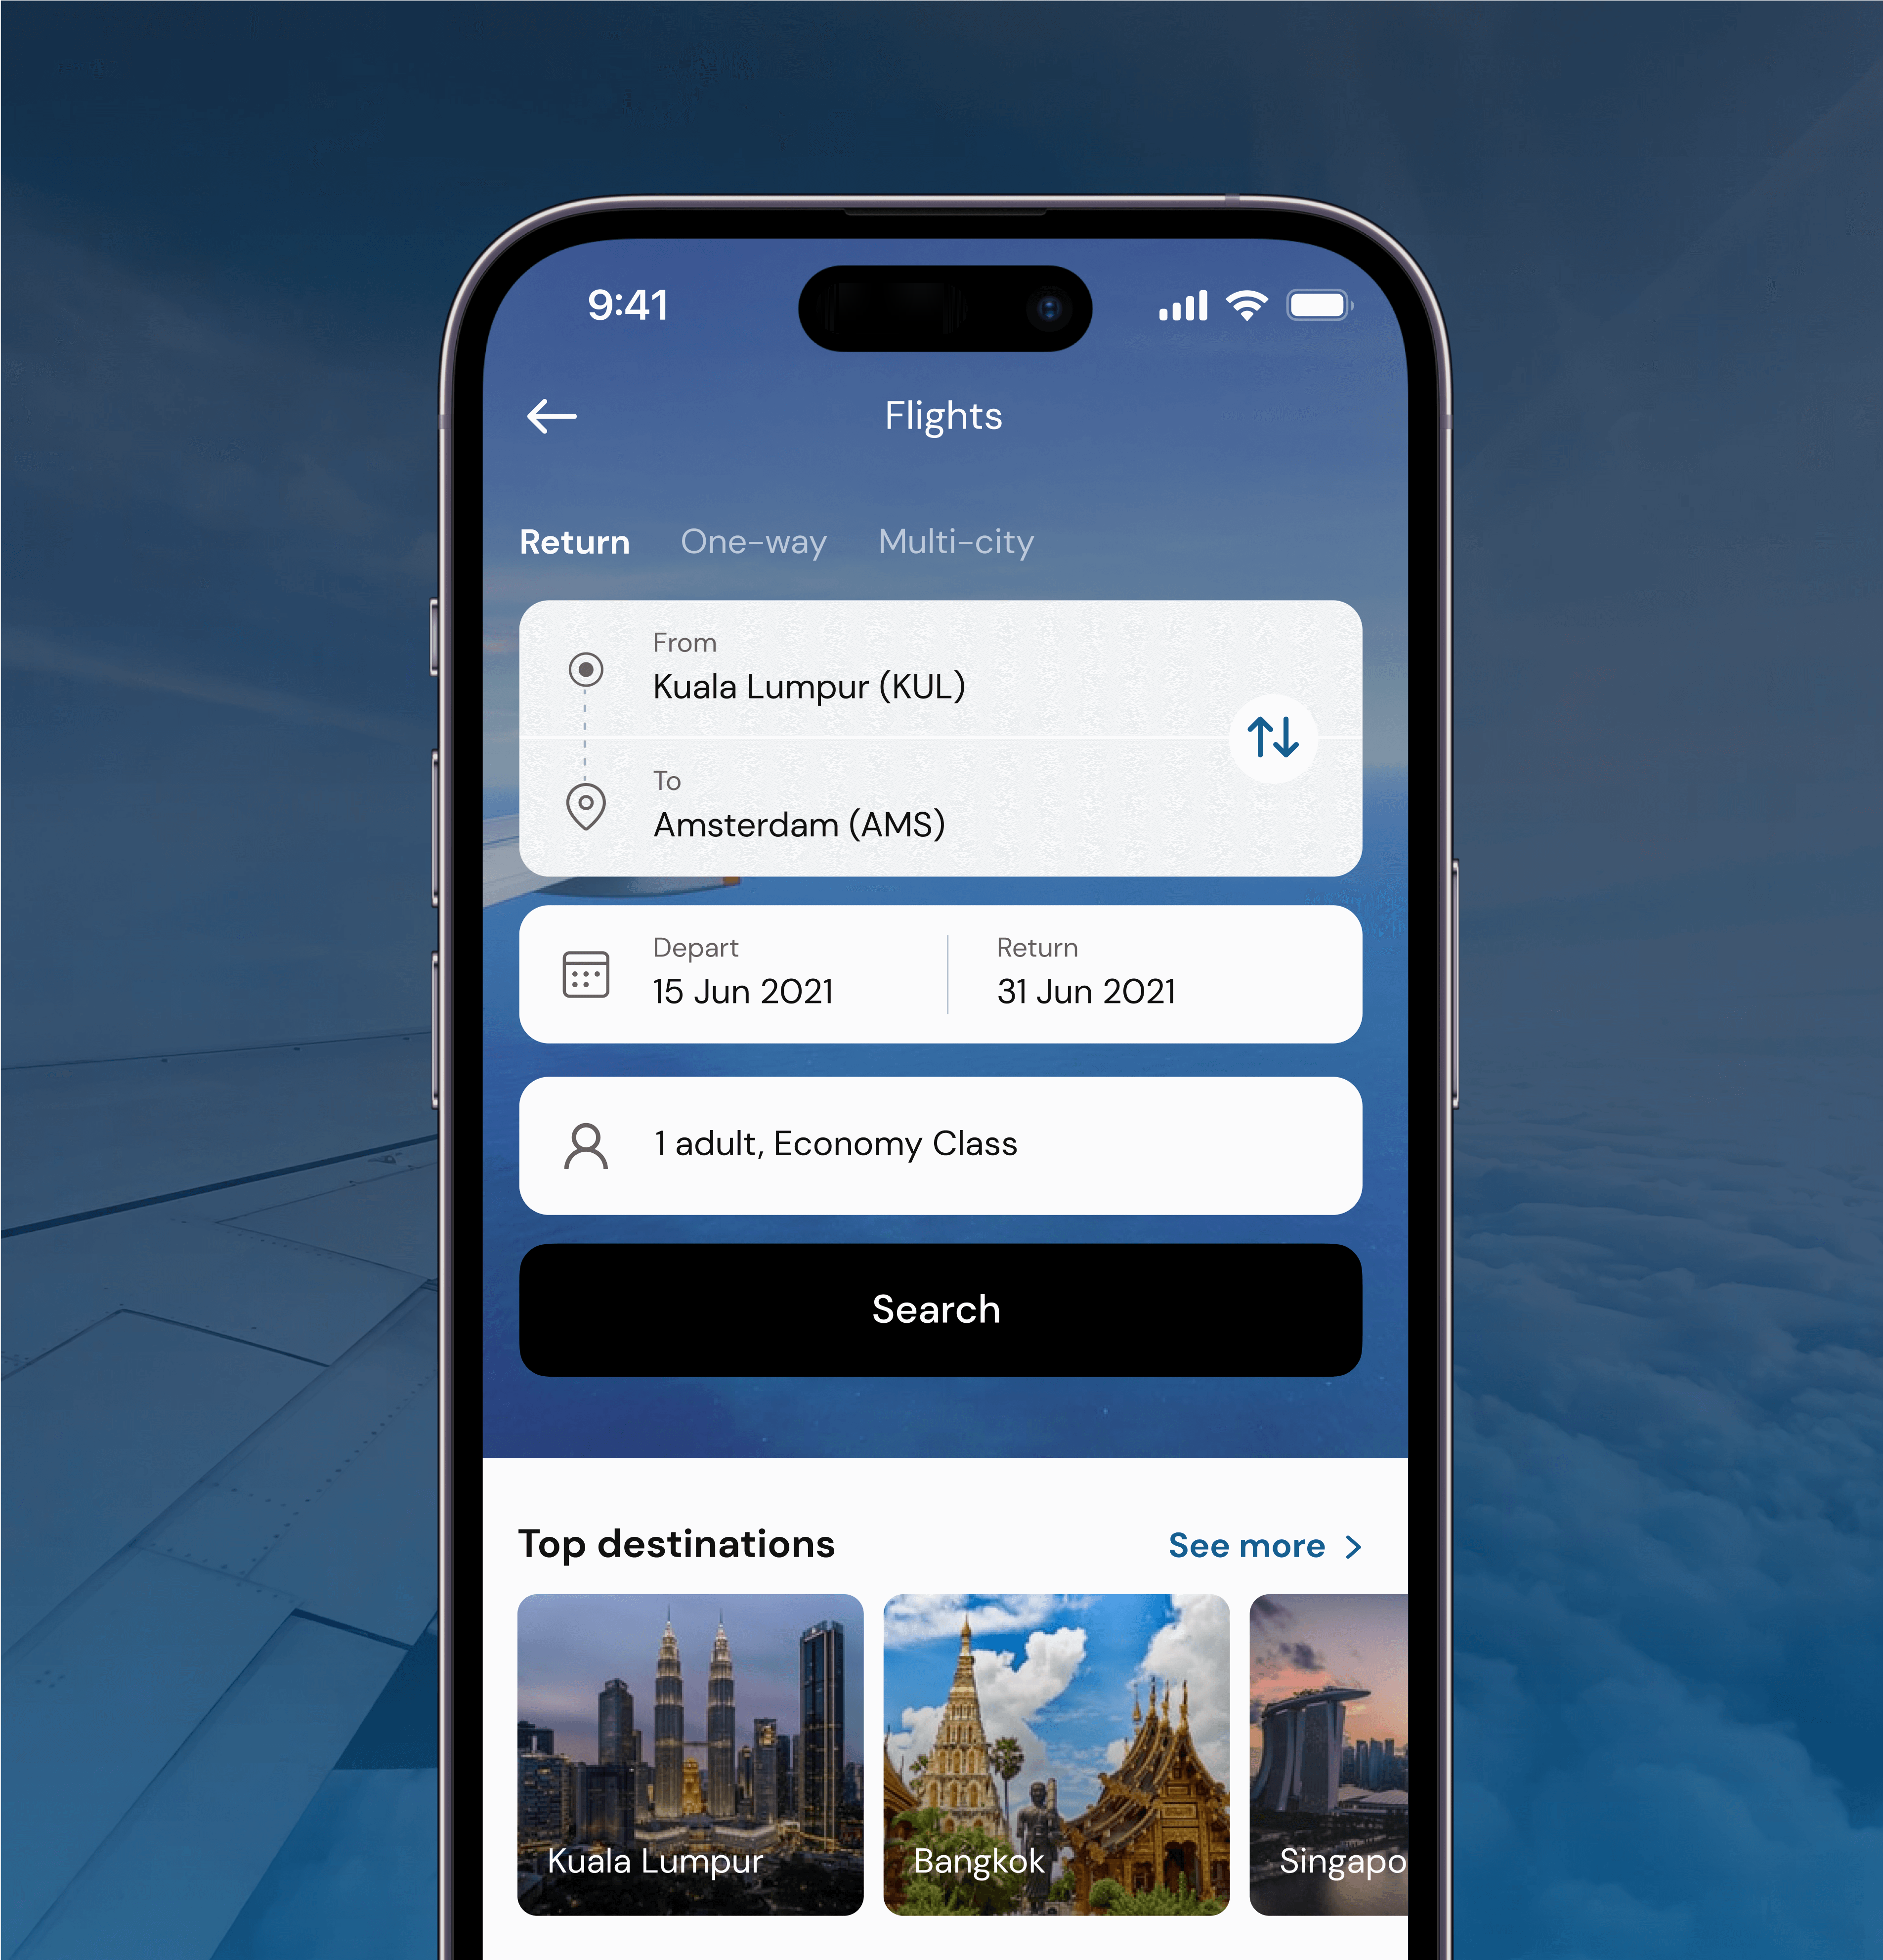 9:41
Flights
Return One-way Multi-city
From
Kuala Lumpur (KUL)
To
Amsterdam (AMS)
Depart Return
15 Jun 2021 31 Jun 2021
1 adult, Economy Class
Search
Top destinations See more
Kuala Lumpur Bangkok Singapo